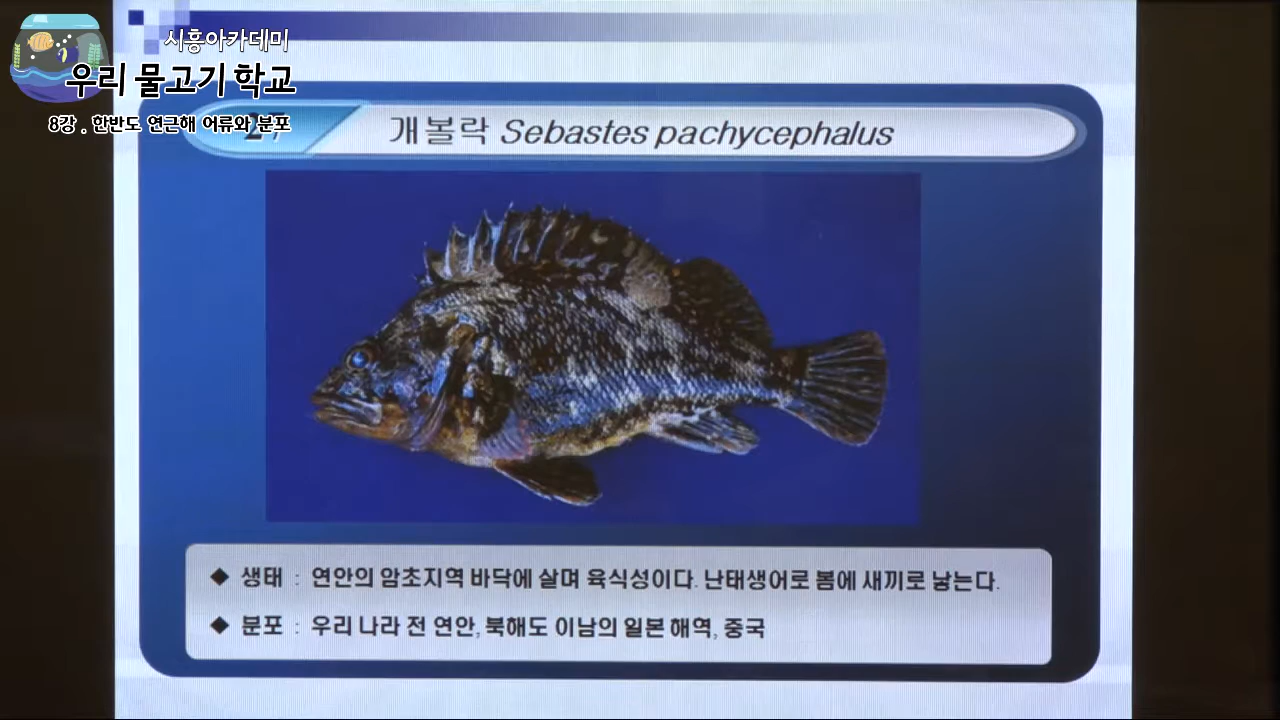 시흥아카데미
우리 물고기 학교
8강 . 한반도 연근해 어류와 분포
27
개볼락 Sebastes pachycephalus
◆ 생태 : 연안의 암초지역 바닥에 살며 육식성이다. 난태생어로 봄에 새끼로 낳는다.
◆ 분포 : 우리 나라 전 연안, 북해도 이남의 일본 해역, 중국